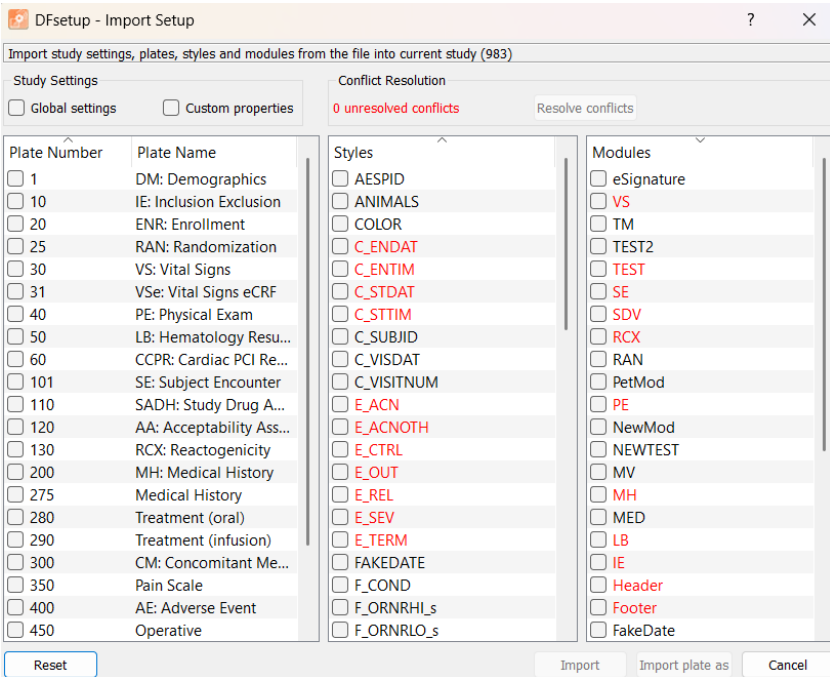 DFsetup - Import Setup
?
Import study settings, plates, styles and modules from the file into current study (983)
Study Settings
Global settings
Custom properties
Conflict Resolution
0 unresolved conflicts
Resolve conflicts
Plate Number Plate Name
1 DM: Demographics
10 IE: Inclusion Exclusion
20 ENR: Enrollment
25 RAN: Randomization
30 VS: Vital Signs
31 VSe: Vital Signs eCRF
40 PE: Physical Exam
50 LB: Hematology Resu...
60 CCPR: Cardiac PCI Re...
101 SE: Subject Encounter
110 SADH: Study Drug A...
120 AA: Acceptability Ass...
130 RCX: Reactogenicity
200 MH: Medical History
275 Medical History
280 Treatment (oral)
290 Treatment (infusion)
300 CM: Concomitant Me...
350 Pain Scale
400 AE: Adverse Event
450 Operative
Styles
AESPID
ANIMALS
COLOR
C_ENDAT
C_ENTIM
C_STDAT
C_STTIM
C_SUBJID
C_VISDAT
C_VISITNUM
E_ACN
E_ACNOTH
E_CTRL
E_OUT
E_REL
E_SEV
E_TERM
FAKEDATE
F_COND
F_ORNRHI_s
F_ORNRLO_s
Modules
eSignature
VS
TM
TEST2
TEST
SE
SDV
RCX
RAN
PetMod
PE
NewMod
NEWTEST
MV
MH
MED
LB
IE
Header
Footer
FakeDate
Reset
Import
Import plate as
Cancel